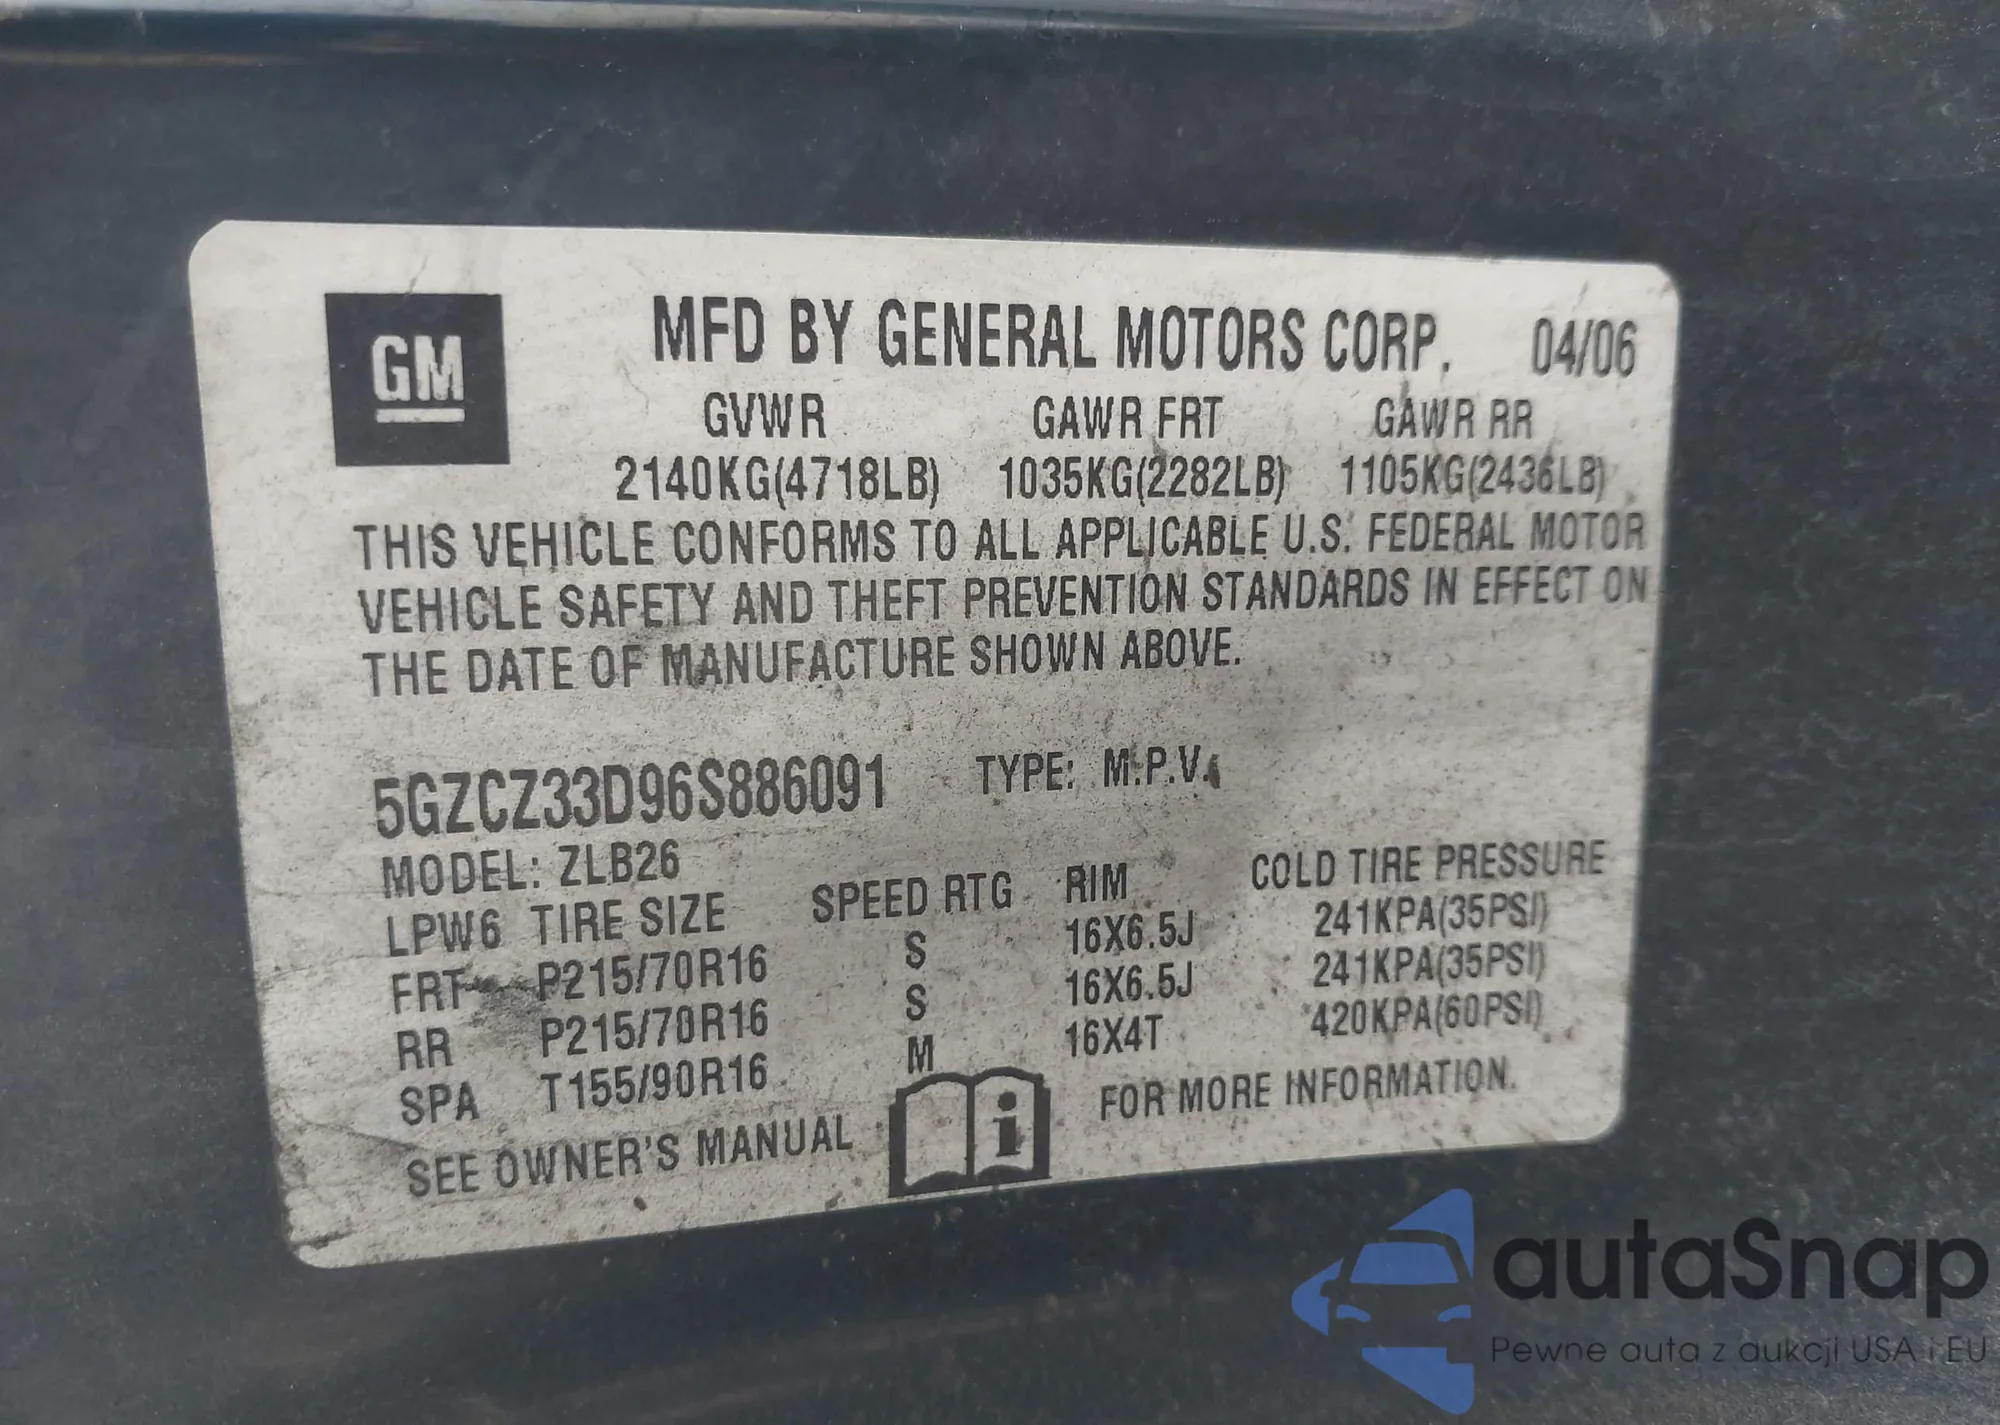 GM
MFD BY GENERAL MOTORS CORP. 04/06
GVWR GAWR FRT GAWR RR
2140KG(4718LB) 1035KG(2282LB) 1105KG(2436LB)
THIS VEHICLE CONFORMS TO ALL APPLICABLE U.S. FEDERAL MOTOR
VEHICLE SAFETY AND THEFT PREVENTION STANDARDS IN EFFECT ON
THE DATE OF MANUFACTURE SHOWN ABOVE.
5GZCZ33D96S886091 TYPE: M.P.V.
MODEL: ZLB26
LPW6 TIRE SIZE SPEED RTG RIM COLD TIRE PRESSURE
FRT P215/70R16 S 16X6.5J 241KPA(35PSI)
RR P215/70R16 S 16X6.5J 241KPA(35PSI)
SPA T155/90R16 M 16X4T 420KPA(60PSI)
SEE OWNER'S MANUAL i FOR MORE INFORMATION.
autaSnap
Pewne auta z aukcji USA i EU